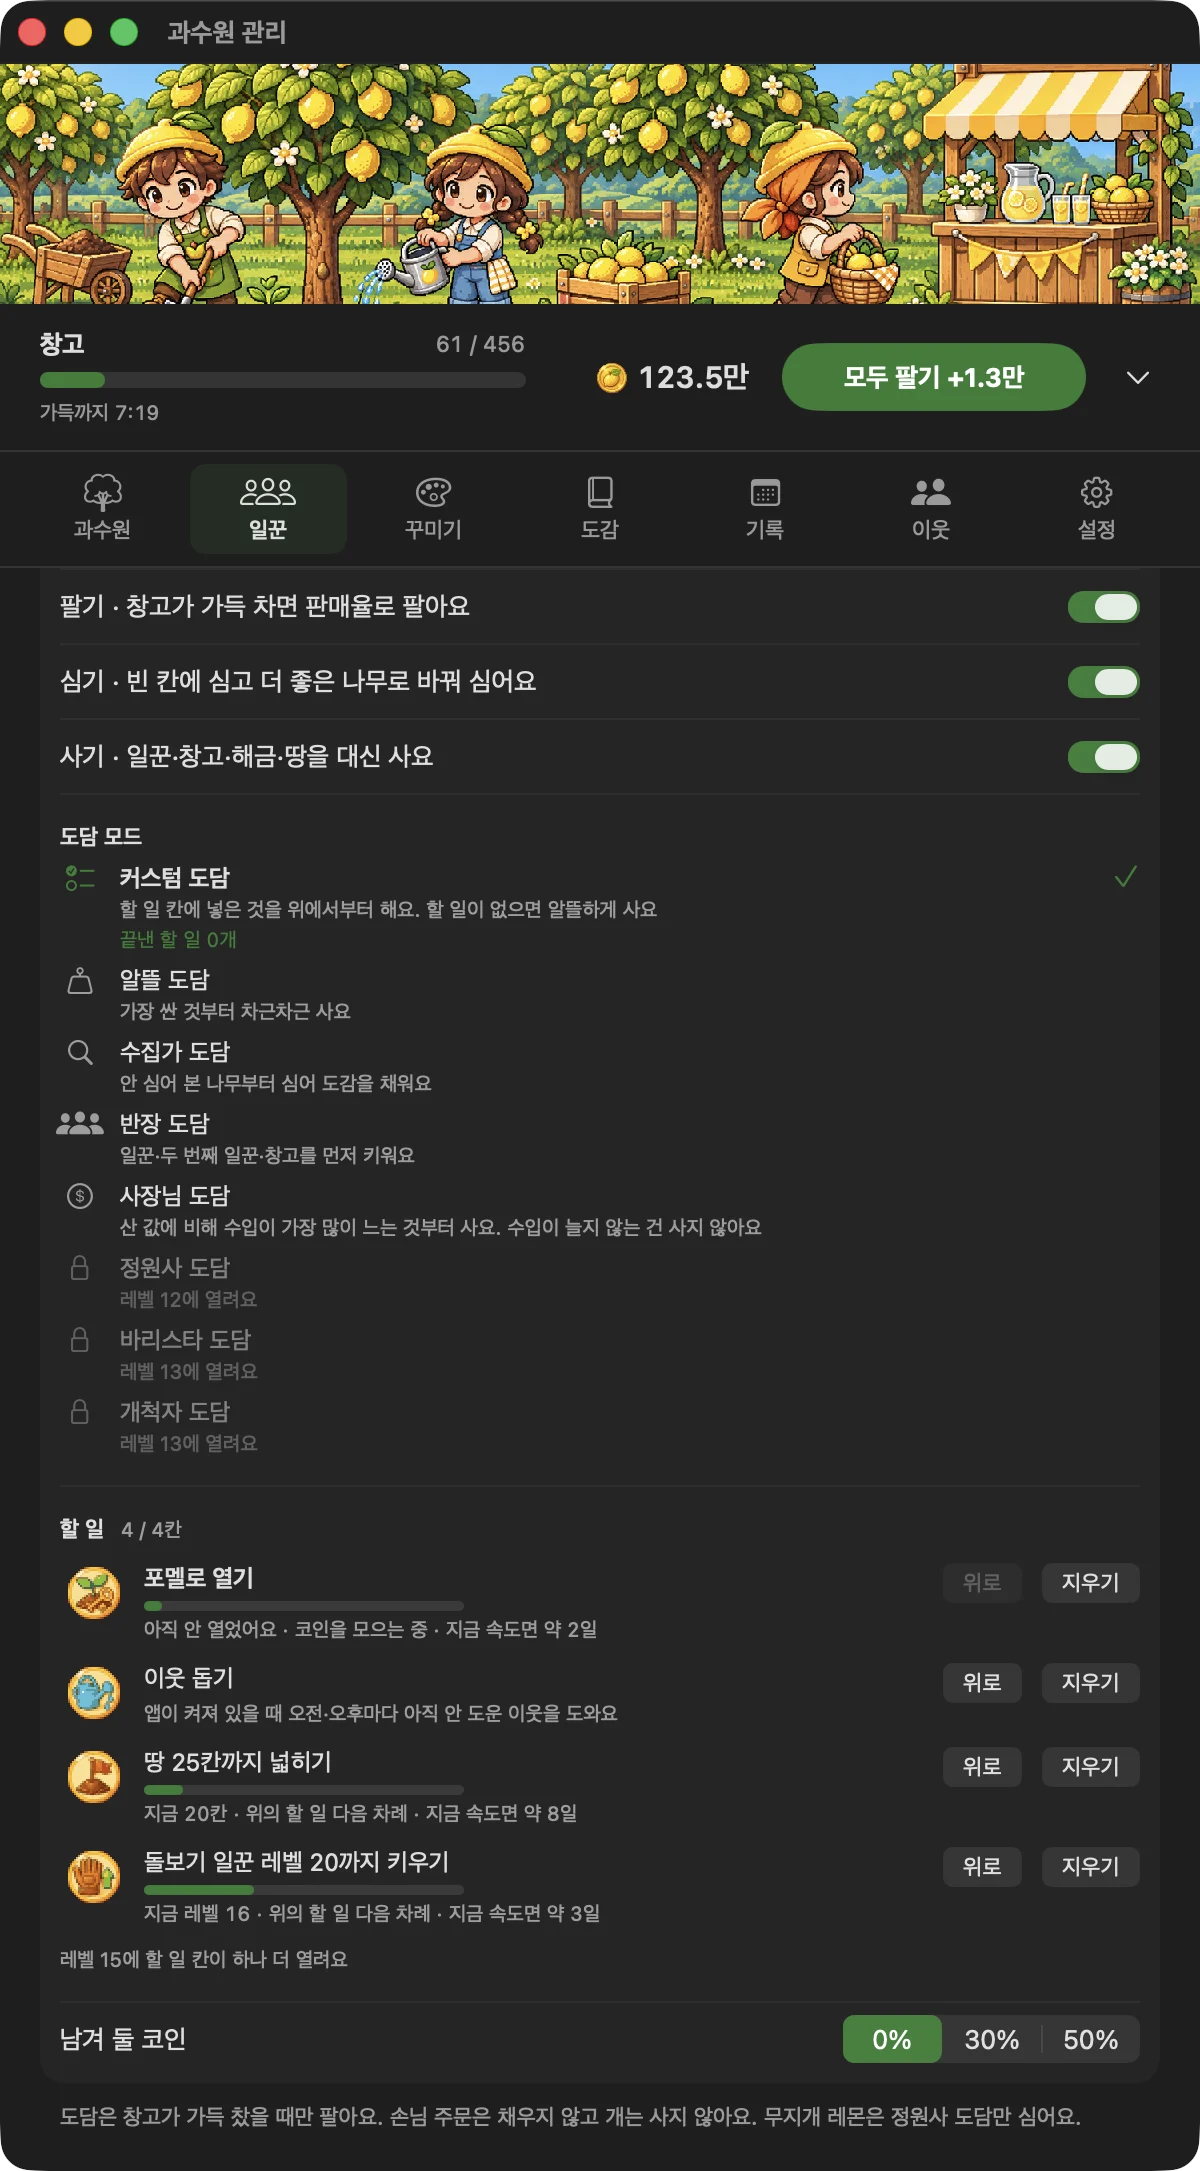 과수원 관리
창고
61 / 456
가득까지 7:19
123.5만
모두 팔기 +1.3만
과수원
일꾼
꾸미기
도감
기록
이웃
설정
팔기 · 창고가 가득 차면 판매율로 팔아요
심기 · 빈 칸에 심고 더 좋은 나무로 바꿔 심어요
사기 · 일꾼·창고·해금·땅을 대신 사요
도담 모드
커스텀 도담
할 일 칸에 넣은 것을 위에서부터 해요. 할 일이 없으면 알뜰하게 사요
끝낸 할 일 0개
알뜰 도담
가장 싼 것부터 차근차근 사요
수집가 도담
안 심어 본 나무부터 심어 도감을 채워요
반장 도담
일꾼·두 번째 일꾼·창고를 먼저 키워요
사장님 도담
산 값에 비해 수입이 가장 많이 느는 것부터 사요. 수입이 늘지 않는 건 사지 않아요
정원사 도담
레벨 12에 열려요
바리스타 도담
레벨 13에 열려요
개척자 도담
레벨 13에 열려요
할 일 4 / 4칸
포멜로 열기
위로
지우기
아직 안 열었어요 · 코인을 모으는 중 · 지금 속도면 약 2일
이웃 돕기
위로
지우기
앱이 켜져 있을 때 오전·오후마다 아직 안 도운 이웃을 도와요
땅 25칸까지 넓히기
위로
지우기
지금 20칸 · 위의 할 일 다음 차례 · 지금 속도면 약 8일
돌보기 일꾼 레벨 20까지 키우기
위로
지우기
지금 레벨 16 · 위의 할 일 다음 차례 · 지금 속도면 약 3일
레벨 15에 할 일 칸이 하나 더 열려요
남겨 둘 코인
0%
30%
50%
도담은 창고가 가득 찼을 때만 팔아요. 손님 주문은 채우지 않고 개는 사지 않아요. 무지개 레몬은 정원사 도담만 심어요.